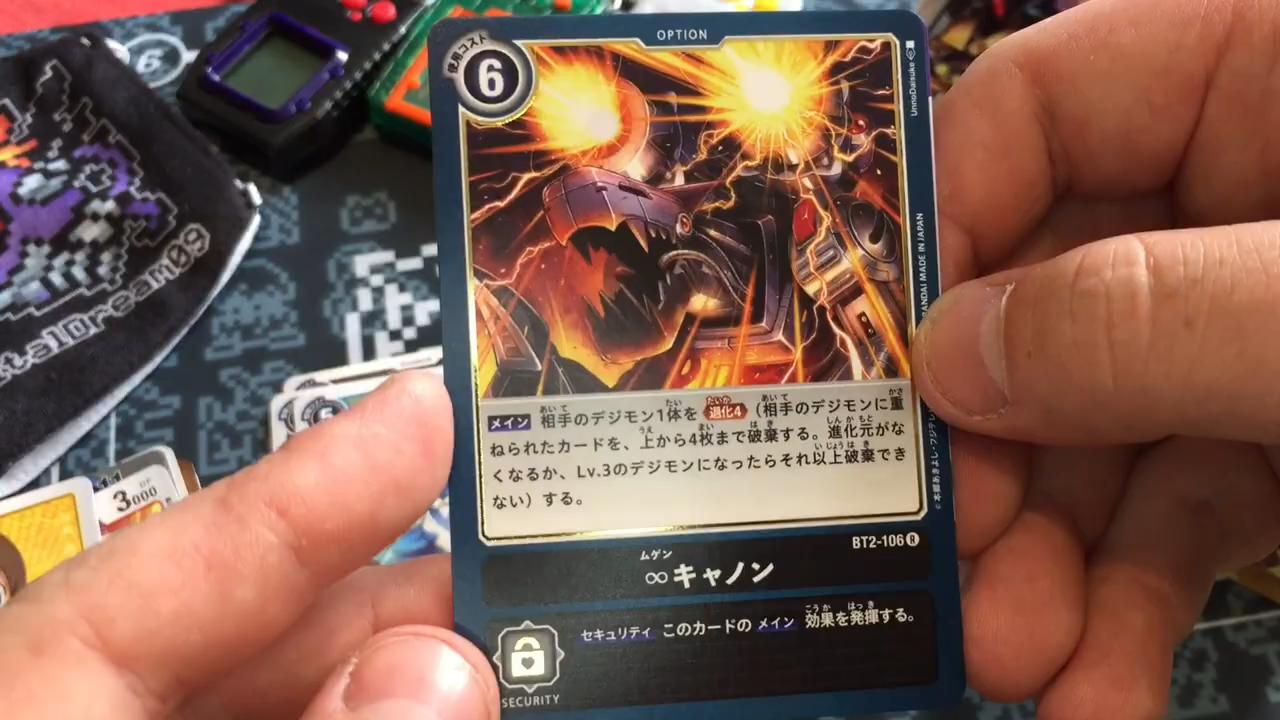 OPTION
使用コスト
6
UnnoDaisuke
BANDAI MADE IN JAPAN
メイン 相手のデジモン1体を 退化4 (相手のデジモンに重
ねられたカードを、上から4枚まで破棄する。進化元がな
くなるか、Lv.3のデジモンになったらそれ以上破棄でき
ない) する。
BT2-106 R
ムゲン
∞キャノン
セキュリティ このカードの メイン 効果を発揮する。
SECURITY
talDream09
DP
3000